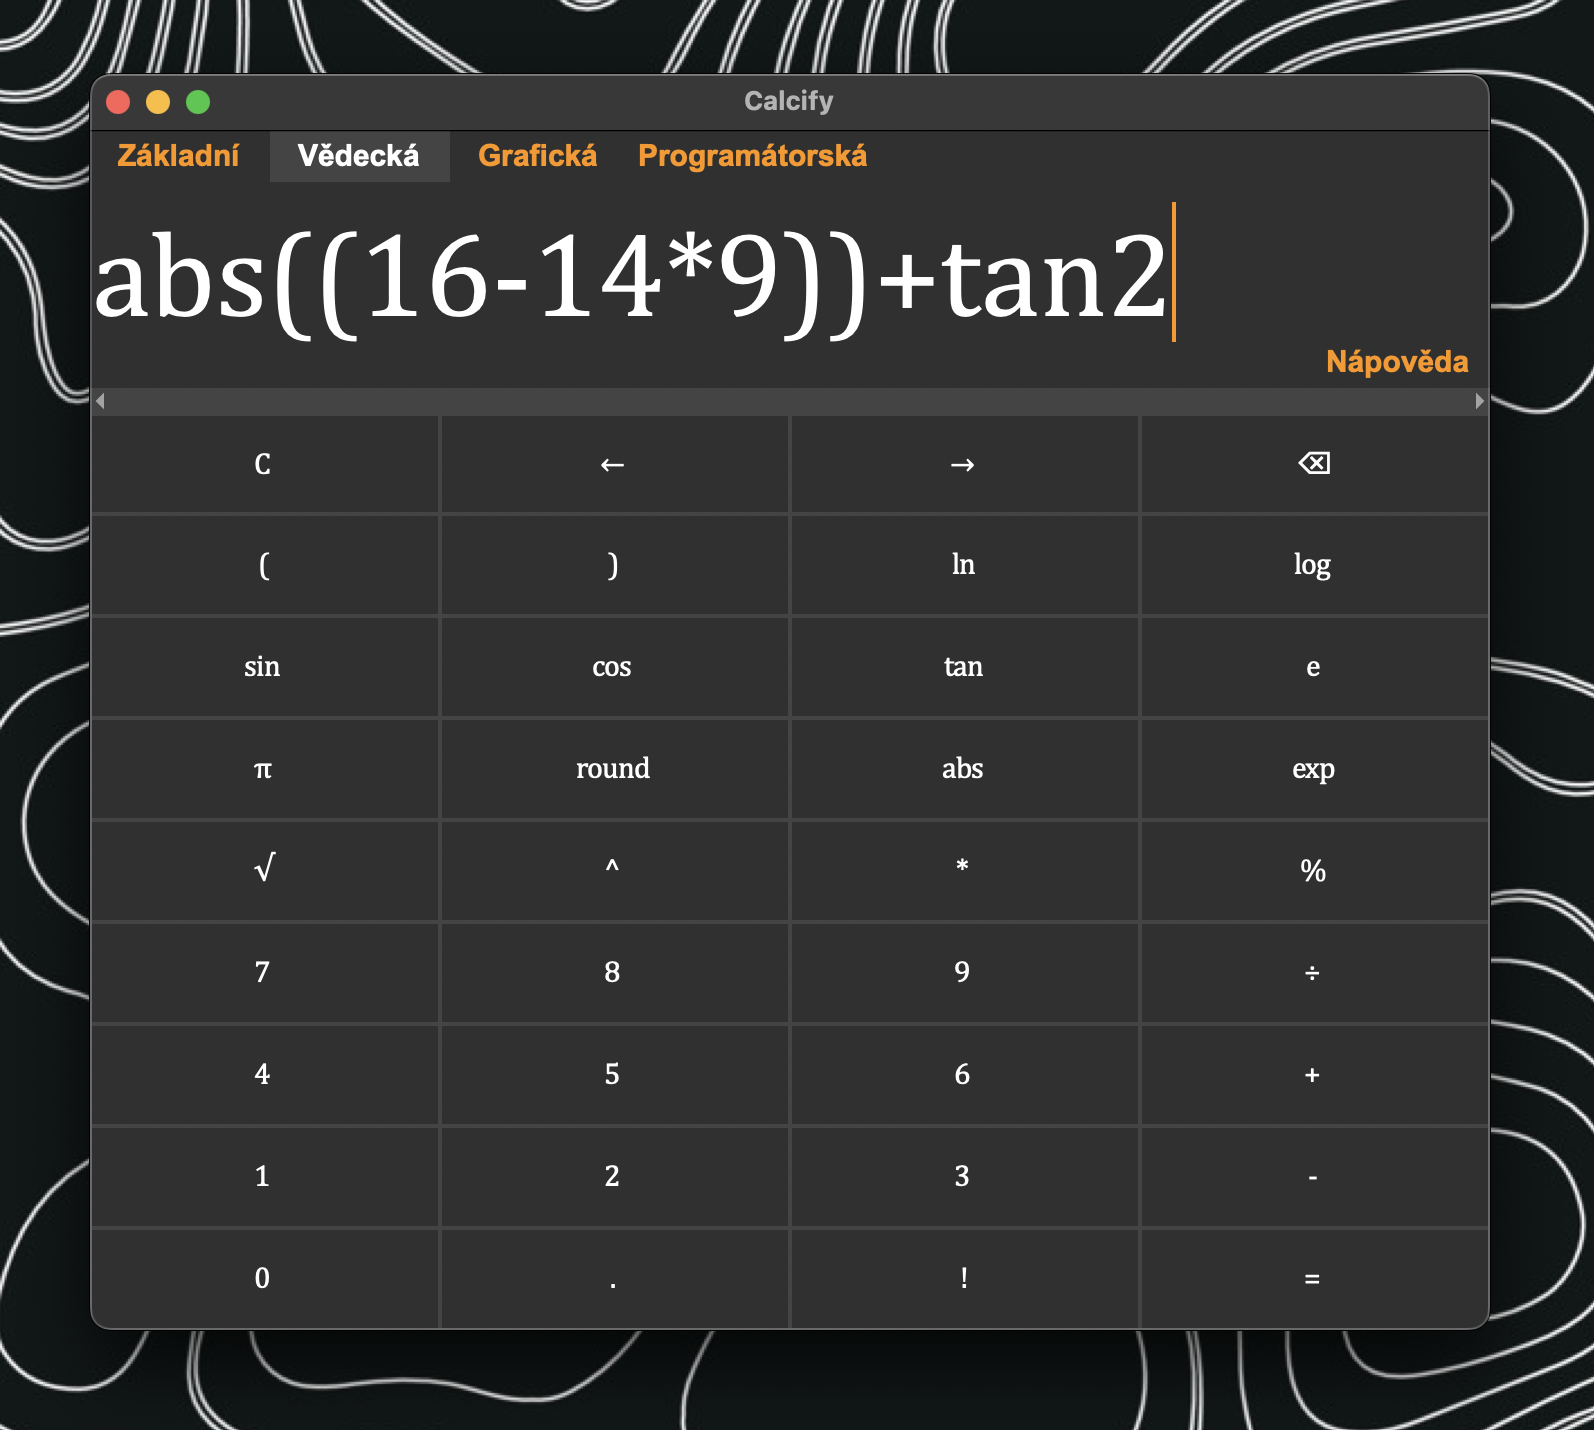 Calcify
Základní Vědecká Grafická Programátorská
abs((16-14*9))+tan2
Nápověda
C ← → ⌫
( ) ln log
sin cos tan e
π round abs exp
√ ^ * %
7 8 9 ÷
4 5 6 +
1 2 3 -
0 . ! =